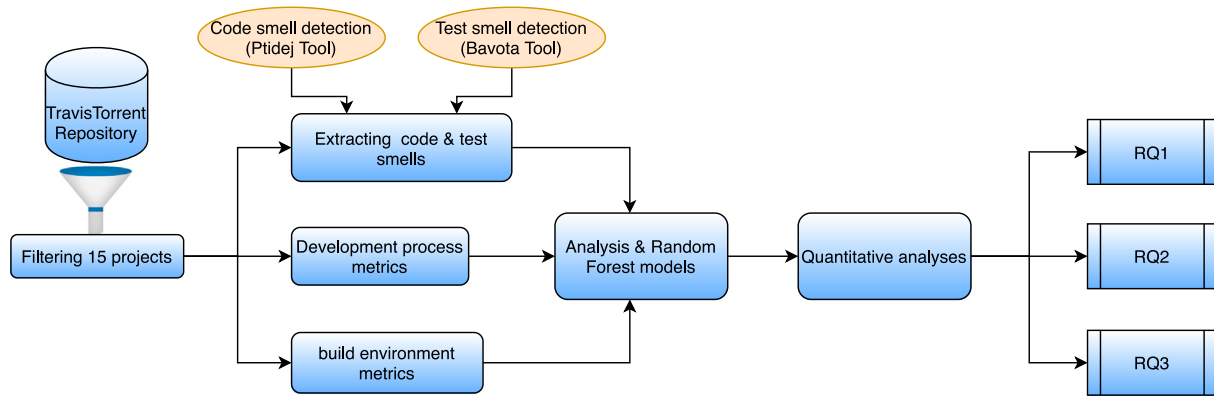 Code smell detection
(Ptidej Tool)
Test smell detection
(Bavota Tool)
TravisTorrent
Repository
Extracting code & test
smells
RQ1
Filtering 15 projects
Development process
metrics
Analysis & Random
Forest models
Quantitative analyses
RQ2
build environment
metrics
RQ3